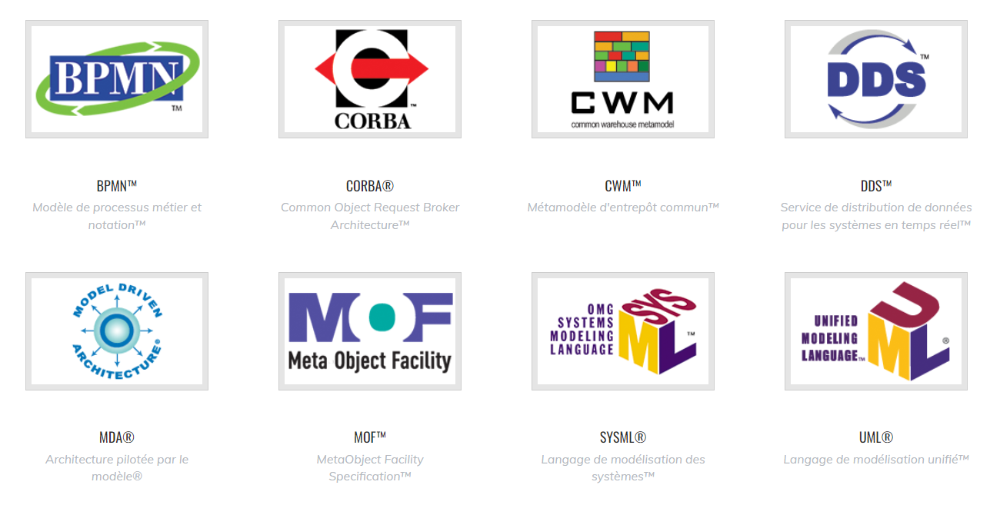 BPMN
TM
CORBA
™
CWM
common warehouse metamodel
DDS
TM
BPMN™
Modèle de processus métier et
notation™
CORBA®
Common Object Request Broker
Architecture™
CWM™
Métamodèle d'entrepôt commun™
DDS™
Service de distribution de données
pour les systèmes en temps réel™
MODEL DRIVEN
ARCHITECTURE®
MOF
Meta Object Facility
OMG
SYSTEMS
MODELING
LANGUAGE
SYS
ML
™
UNIFIED
MODELING
LANGUAGE™
U
ML
®
MDA®
Architecture pilotée par le
modèle®
MOF™
MetaObject Facility
Specification™
SYSML®
Langage de modélisation des
systèmes™
UML®
Langage de modélisation unifié™